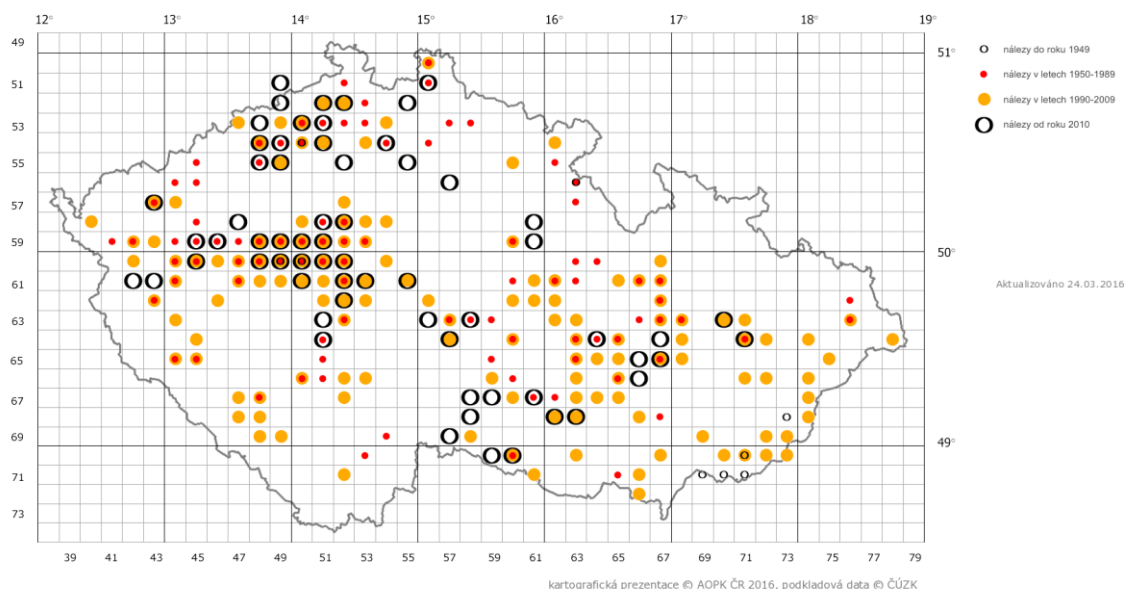 12° 13° 14° 15° 16° 17° 18° 19°
49
51°
nálezy do roku 1949
51
nálezy v letech 1950-1989
nálezy v letech 1990-2009
53
nálezy od roku 2010
55
57
59
50°
61
Aktualizováno 24.03.2016
63
65
67
69
49°
71
73
39 41 43 45 47 49 51 53 55 57 59 61 63 65 67 69 71 73 75 77 79
kartografická prezentace © AOPK ČR 2016, podkladová data © ČÚZK